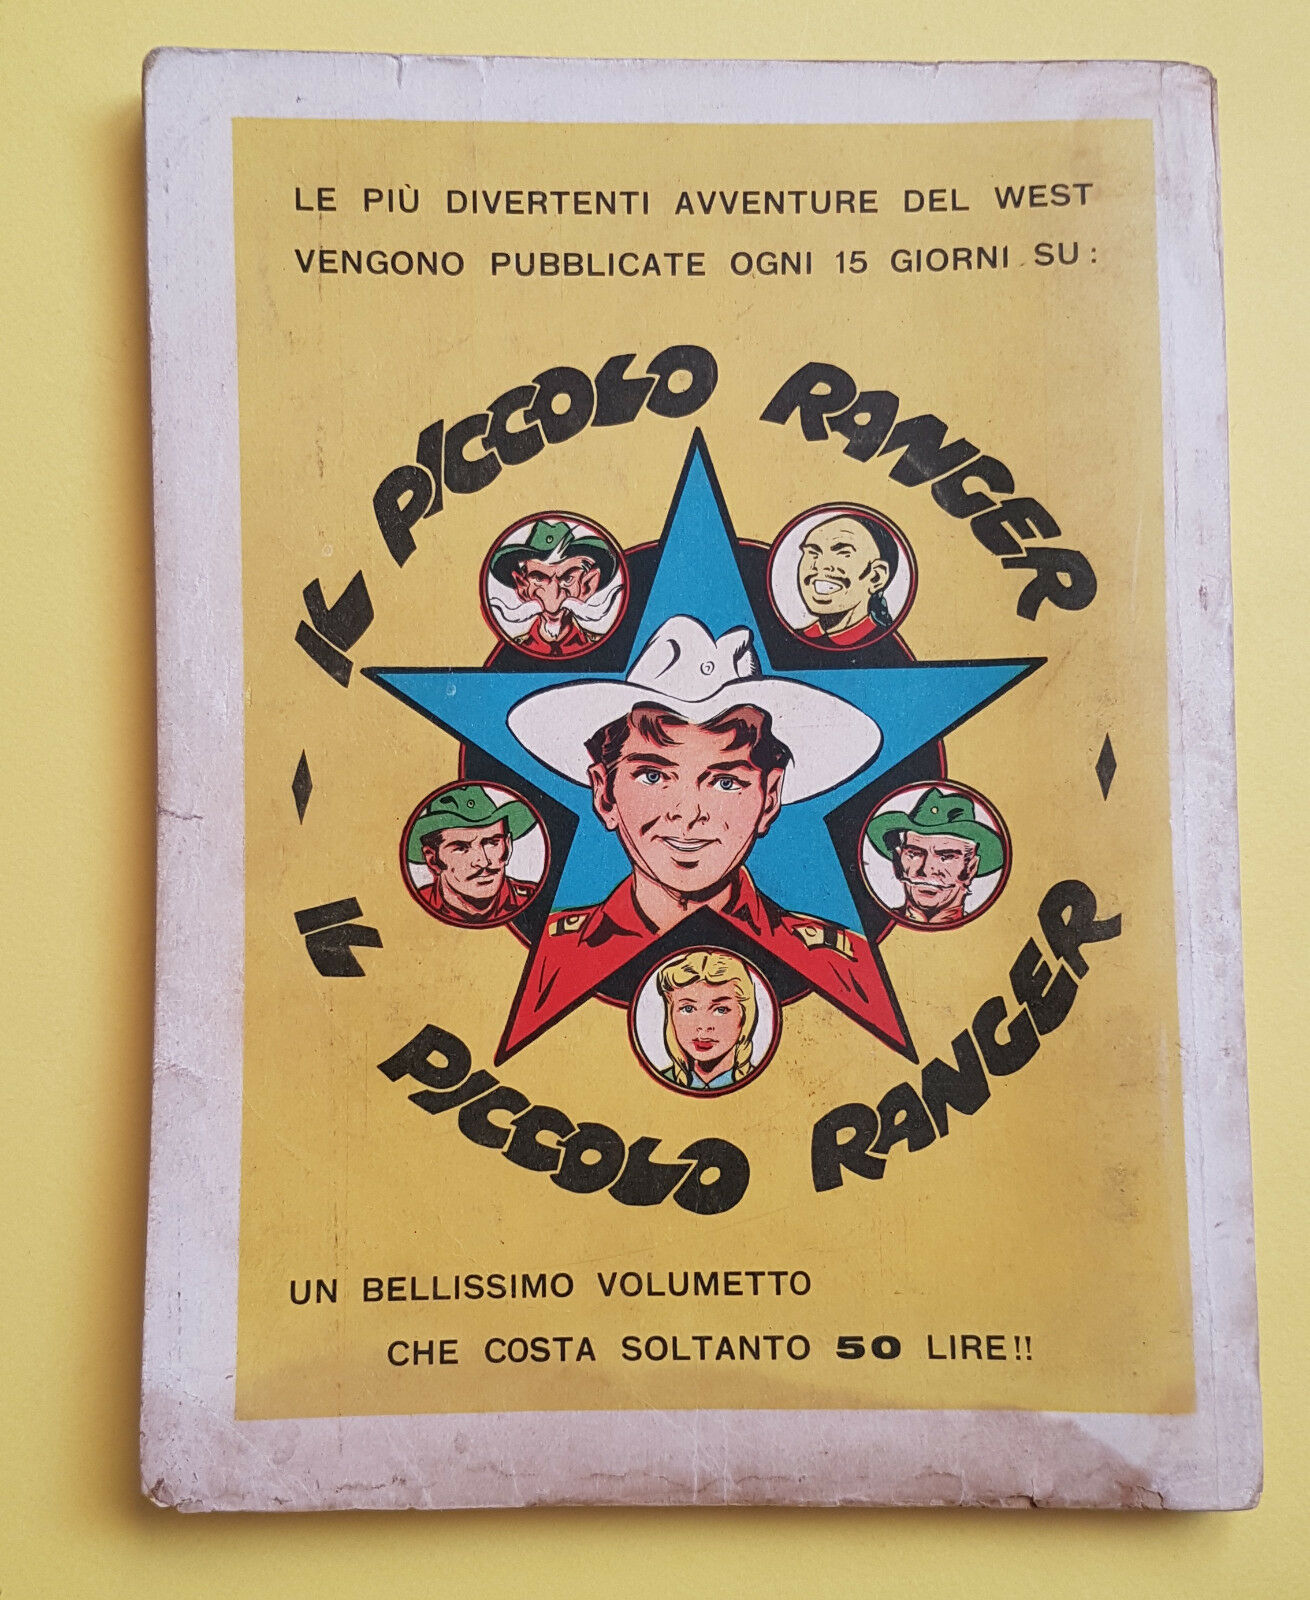 LE PIÙ DIVERTENTI AVVENTURE DEL WEST
VENGONO PUBBLICATE OGNI 15 GIORNI SU:
IL PICCOLO RANGER
IL PICCOLO RANGER
UN BELLISSIMO VOLUMETTO
CHE COSTA SOLTANTO 50 LIRE!!